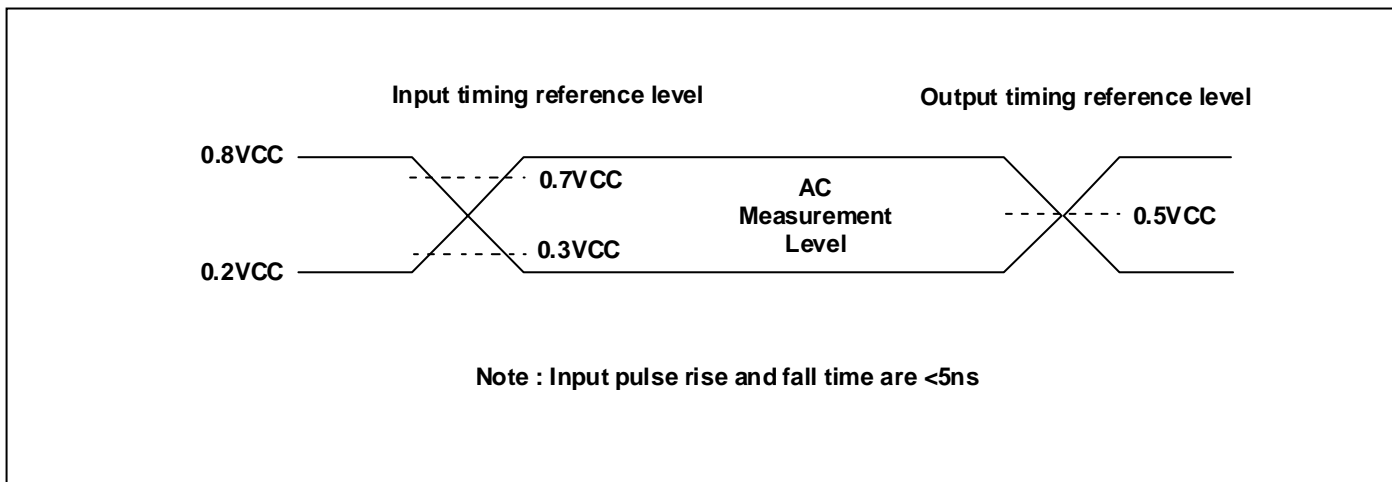 Input timing reference level
Output timing reference level
0.8VCC
0.7VCC
AC
Measurement
Level
0.5VCC
0.3VCC
0.2VCC
Note : Input pulse rise and fall time are <5ns